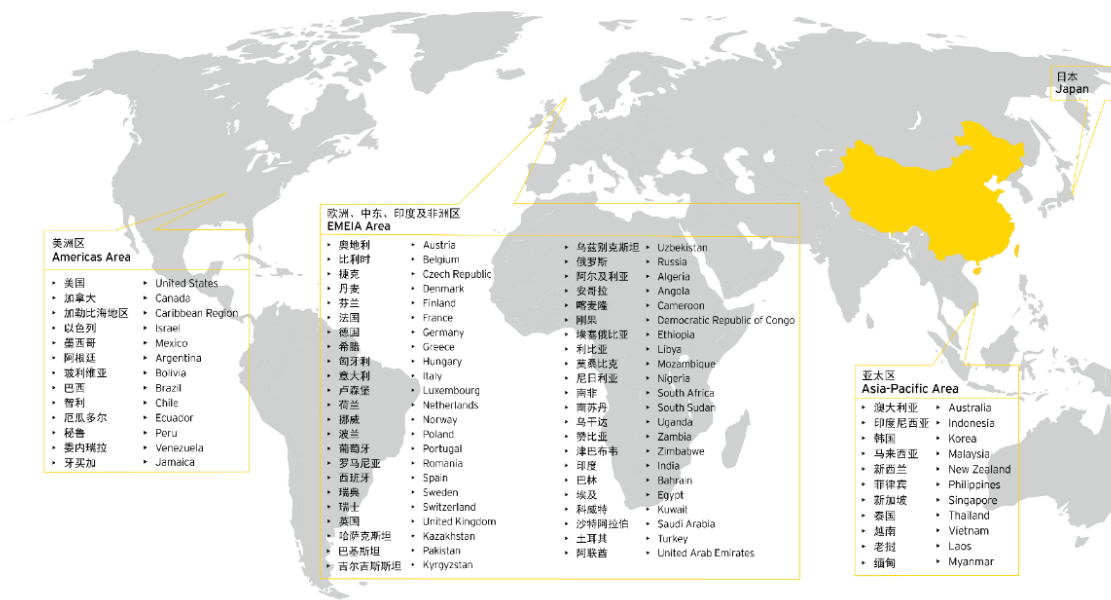 日本
Japan
美洲区
Americas Area
‣ 美国 ‣ United States
‣ 加拿大 ‣ Canada
‣ 加勒比海地区 ‣ Caribbean Region
‣ 以色列 ‣ Israel
‣ 墨西哥 ‣ Mexico
‣ 阿根廷 ‣ Argentina
‣ 玻利维亚 ‣ Bolivia
‣ 巴西 ‣ Brazil
‣ 智利 ‣ Chile
‣ 厄瓜多尔 ‣ Ecuador
‣ 秘鲁 ‣ Peru
‣ 委内瑞拉 ‣ Venezuela
‣ 牙买加 ‣ Jamaica
欧洲、中东、印度及非洲区
EMEIA Area
‣ 奥地利 ‣ Austria
‣ 比利时 ‣ Belgium
‣ 捷克 ‣ Czech Republic
‣ 丹麦 ‣ Denmark
‣ 芬兰 ‣ Finland
‣ 法国 ‣ France
‣ 德国 ‣ Germany
‣ 希腊 ‣ Greece
‣ 匈牙利 ‣ Hungary
‣ 意大利 ‣ Italy
‣ 卢森堡 ‣ Luxembourg
‣ 荷兰 ‣ Netherlands
‣ 挪威 ‣ Norway
‣ 波兰 ‣ Poland
‣ 葡萄牙 ‣ Portugal
‣ 罗马尼亚 ‣ Romania
‣ 西班牙 ‣ Spain
‣ 瑞典 ‣ Sweden
‣ 瑞士 ‣ Switzerland
‣ 英国 ‣ United Kingdom
‣ 哈萨克斯坦 ‣ Kazakhstan
‣ 巴基斯坦 ‣ Pakistan
‣ 吉尔吉斯斯坦 ‣ Kyrgyzstan
‣ 乌兹别克斯坦 ‣ Uzbekistan
‣ 俄罗斯 ‣ Russia
‣ 阿尔及利亚 ‣ Algeria
‣ 安哥拉 ‣ Angola
‣ 喀麦隆 ‣ Cameroon
‣ 刚果 ‣ Democratic Republic of Congo
‣ 埃塞俄比亚 ‣ Ethiopia
‣ 利比亚 ‣ Libya
‣ 莫桑比克 ‣ Mozambique
‣ 尼日利亚 ‣ Nigeria
‣ 南非 ‣ South Africa
‣ 南苏丹 ‣ South Sudan
‣ 乌干达 ‣ Uganda
‣ 赞比亚 ‣ Zambia
‣ 津巴布韦 ‣ Zimbabwe
‣ 印度 ‣ India
‣ 巴林 ‣ Bahrain
‣ 埃及 ‣ Egypt
‣ 科威特 ‣ Kuwait
‣ 沙特阿拉伯 ‣ Saudi Arabia
‣ 土耳其 ‣ Turkey
‣ 阿联酋 ‣ United Arab Emirates
亚太区
Asia-Pacific Area
‣ 澳大利亚 ‣ Australia
‣ 印度尼西亚 ‣ Indonesia
‣ 韩国 ‣ Korea
‣ 马来西亚 ‣ Malaysia
‣ 新西兰 ‣ New Zealand
‣ 菲律宾 ‣ Philippines
‣ 新加坡 ‣ Singapore
‣ 泰国 ‣ Thailand
‣ 越南 ‣ Vietnam
‣ 老挝 ‣ Laos
‣ 缅甸 ‣ Myanmar